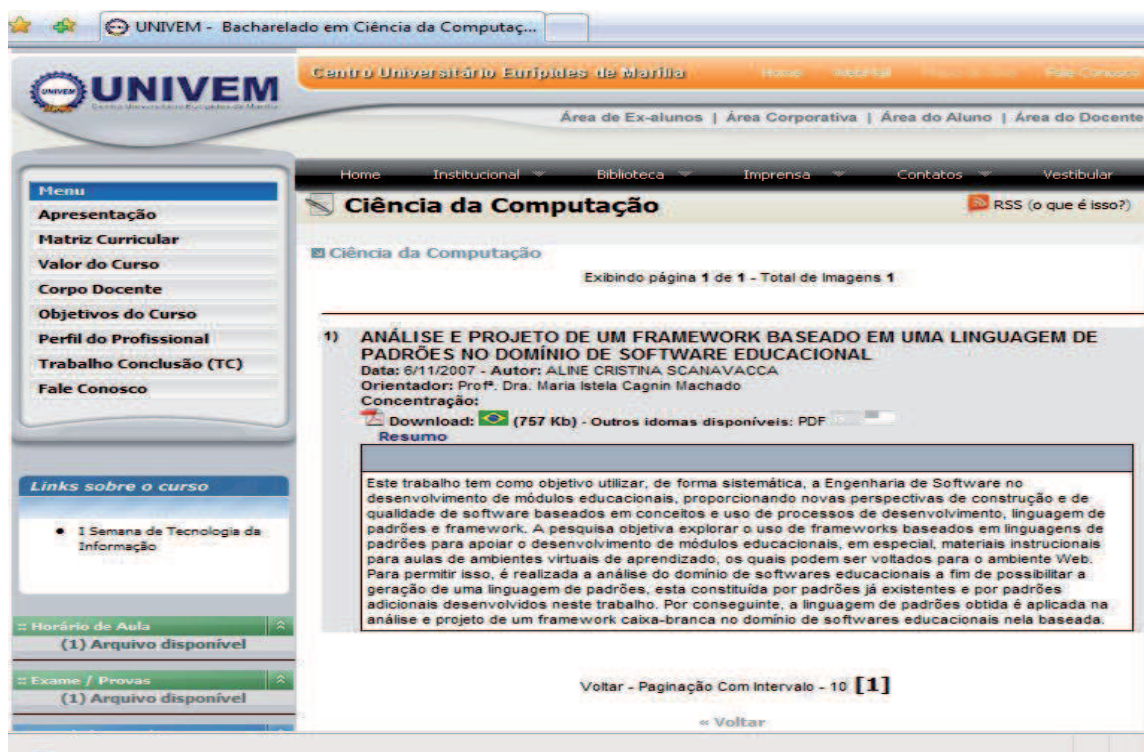 UNIVEM - Bacharelado em Ciência da Computaç...
UNIVEM
Centro Universitário Eurípides de Marília
Centro Universitário Eurípides de Marília
Home
Fale Conosco
Área de Ex-alunos | Área Corporativa | Área do Aluno | Área do Docente
Home Institucional Biblioteca Imprensa Contatos Vestibular
Menu
Apresentação
Matriz Curricular
Valor do Curso
Corpo Docente
Objetivos do Curso
Perfil do Profissional
Trabalho Conclusão (TC)
Fale Conosco
Links sobre o curso
I Semana de Tecnologia da
Informação
:: Horário de Aula
(1) Arquivo disponível
:: Exame / Provas
(1) Arquivo disponível
Ciência da Computação
RSS (o que é isso?)
Ciência da Computação
Exibindo página 1 de 1 - Total de Imagens 1
1) ANÁLISE E PROJETO DE UM FRAMEWORK BASEADO EM UMA LINGUAGEM DE
PADRÕES NO DOMÍNIO DE SOFTWARE EDUCACIONAL
Data: 6/11/2007 - Autor: ALINE CRISTINA SCANAVACCA
Orientador: Profª. Dra. Maria Istela Cagnin Machado
Concentração:
Download: (757 Kb) - Outros idomas disponíveis: PDF
Resumo
Este trabalho tem como objetivo utilizar, de forma sistemática, a Engenharia de Software no
desenvolvimento de módulos educacionais, proporcionando novas perspectivas de construção e de
qualidade de software baseados em conceitos e uso de processos de desenvolvimento, linguagem de
padrões e framework. A pesquisa objetiva explorar o uso de frameworks baseados em linguagens de
padrões para apoiar o desenvolvimento de módulos educacionais, em especial, materiais instrucionais
para aulas de ambientes virtuais de aprendizado, os quais podem ser voltados para o ambiente Web.
Para permitir isso, é realizada a análise do domínio de softwares educacionais a fim de possibilitar a
geração de uma linguagem de padrões, esta constituída por padrões já existentes e por padrões
adicionais desenvolvidos neste trabalho. Por conseguinte, a linguagem de padrões obtida é aplicada na
análise e projeto de um framework caixa-branca no domínio de softwares educacionais nela baseada.
Voltar - Paginação Com Intervalo - 10 [1]
« Voltar